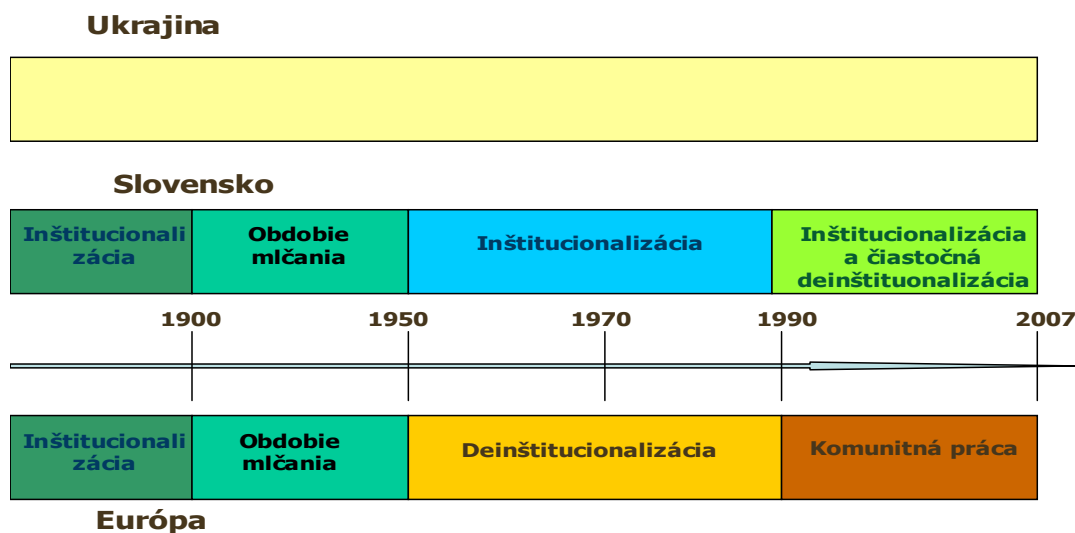 Ukrajina
Slovensko
Inštitucionali
zácia
Obdobie
mlčania
Inštitucionalizácia
Inštitucionalizácia
a čiastočná
deinštituonalizácia
1900
1950
1970
1990
2007
Inštitucionali
zácia
Obdobie
mlčania
Deinštitucionalizácia
Komunitná práca
Európa